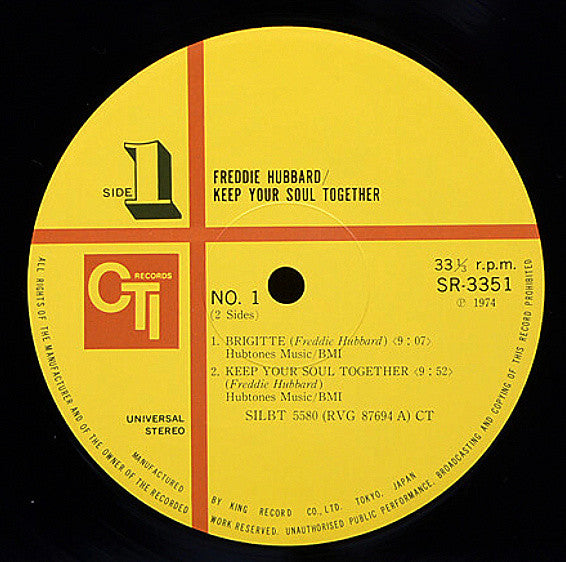 SIDE 1
FREDDIE HUBBARD/
KEEP YOUR SOUL TOGETHER
CTI
RECORDS
33⅓ r.p.m.
SR-3351
℗ 1974
NO. 1
(2 Sides)
1. BRIGITTE (Freddie Hubbard) <9:07>
Hubtones Music/BMI
2. KEEP YOUR SOUL TOGETHER <9:52>
(Freddie Hubbard)
Hubtones Music/BMI
SILBT 5580 (RVG 87694 A) CT
UNIVERSAL
STEREO
MANUFACTURED BY KING RECORD CO., LTD. TOKYO, JAPAN
ALL RIGHTS OF THE MANUFACTURER AND OF THE OWNER OF THE RECORDED WORK RESERVED. UNAUTHORISED PUBLIC PERFORMANCE, BROADCASTING AND COPYING OF THIS RECORD PROHIBITED